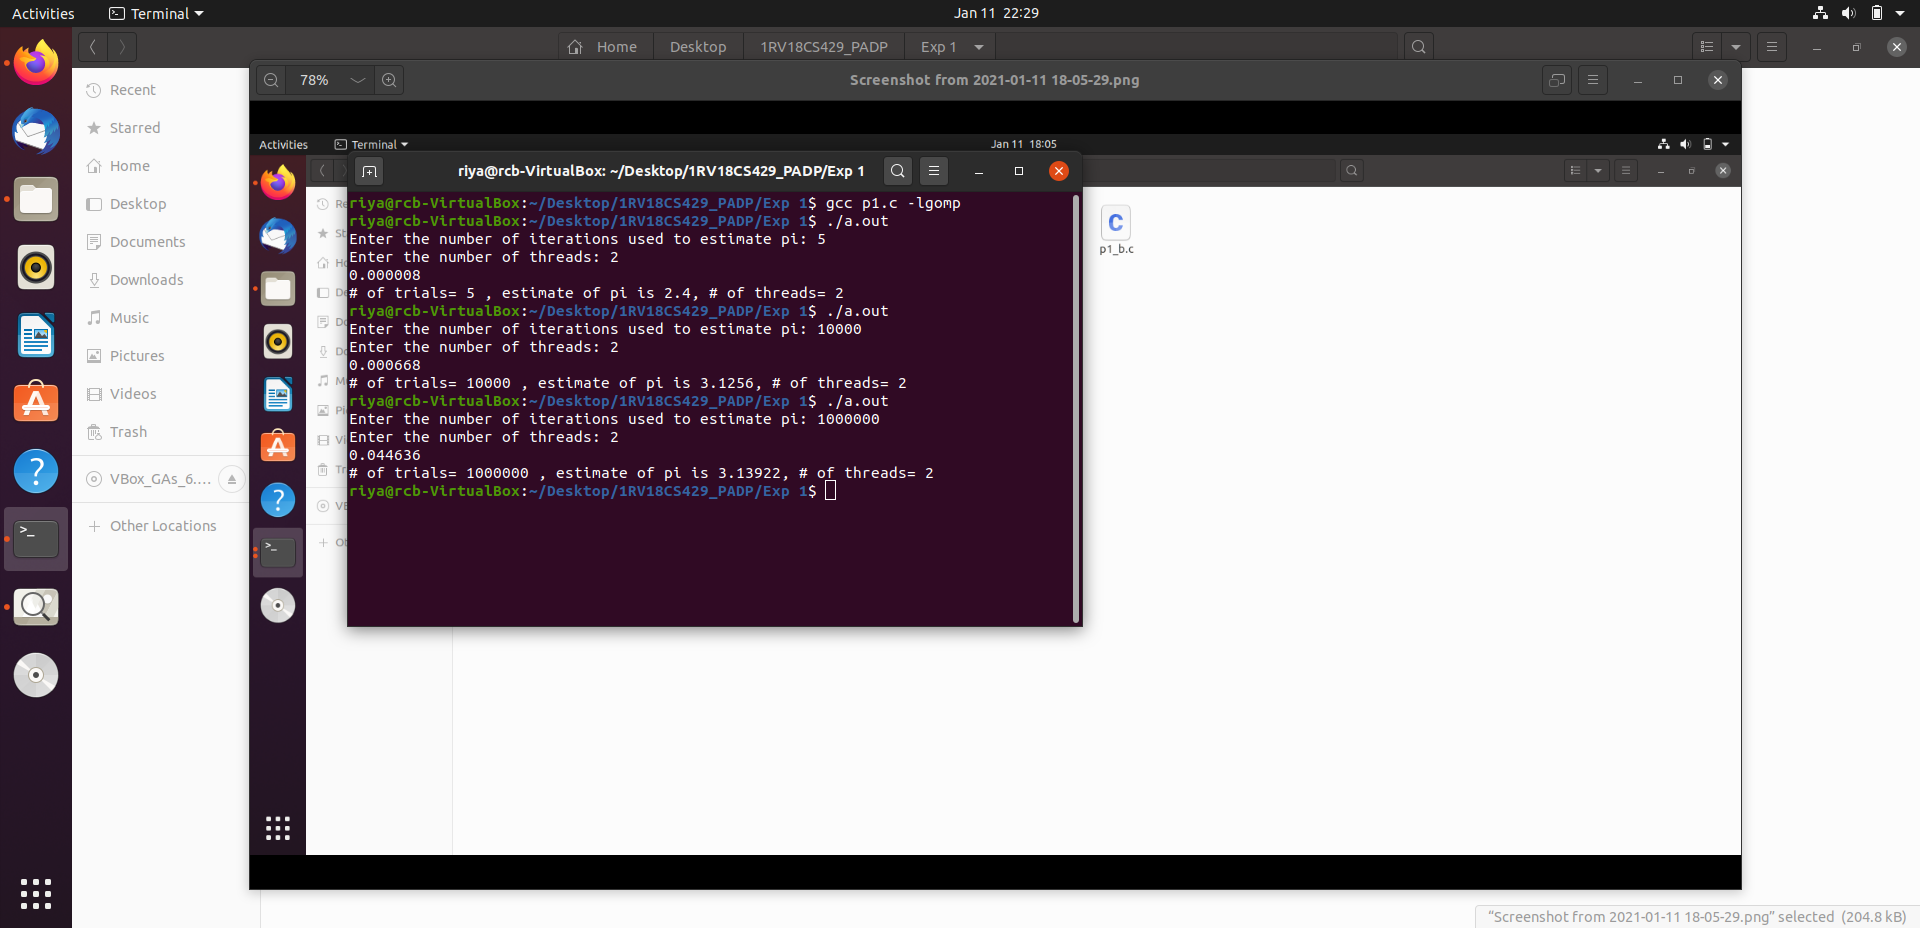 Activities Terminal Jan 11 22:29
Home Desktop 1RV18CS429_PADP Exp 1
78% Screenshot from 2021-01-11 18-05-29.png
Recent
Starred
Home
Desktop
Documents
Downloads
Music
Pictures
Videos
Trash
VBox_GAs_6....
Other Locations
Activities Terminal Jan 11 18:05
riya@rcb-VirtualBox: ~/Desktop/1RV18CS429_PADP/Exp 1
riya@rcb-VirtualBox:~/Desktop/1RV18CS429_PADP/Exp 1$ gcc p1.c -lgomp
riya@rcb-VirtualBox:~/Desktop/1RV18CS429_PADP/Exp 1$ ./a.out
Enter the number of iterations used to estimate pi: 5
Enter the number of threads: 2
0.000008
# of trials= 5 , estimate of pi is 2.4, # of threads= 2
riya@rcb-VirtualBox:~/Desktop/1RV18CS429_PADP/Exp 1$ ./a.out
Enter the number of iterations used to estimate pi: 10000
Enter the number of threads: 2
0.000668
# of trials= 10000 , estimate of pi is 3.1256, # of threads= 2
riya@rcb-VirtualBox:~/Desktop/1RV18CS429_PADP/Exp 1$ ./a.out
Enter the number of iterations used to estimate pi: 1000000
Enter the number of threads: 2
0.044636
# of trials= 1000000 , estimate of pi is 3.13922, # of threads= 2
riya@rcb-VirtualBox:~/Desktop/1RV18CS429_PADP/Exp 1$
p1_b.c
"Screenshot from 2021-01-11 18-05-29.png" selected (204.8 kB)